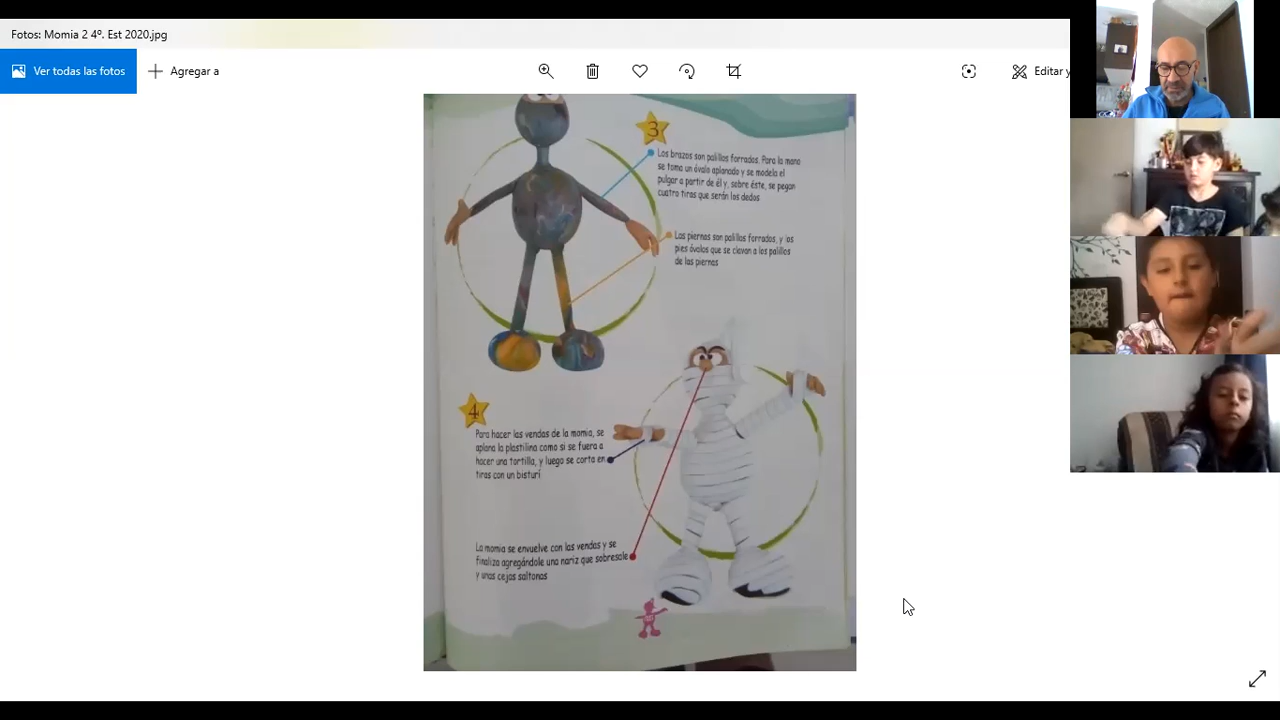 Fotos: Momia 2 4º. Est 2020.jpg
Ver todas las fotos
Agregar a
Editar y
3
Los brazos son palillos forrados. Para la mano
se toma un óvalo aplanado y se modela el
pulgar a partir de él y, sobre éste, se pegan
cuatro tiras que serán los dedos
Las piernas son palillos forrados, y los
pies óvalos que se clavan a los palillos
de las piernas
4
Para hacer las vendas de la momia, se
aplana la plastilina como si se fuera a
hacer una tortilla, y luego se corta en
tiras con un bisturí
La momia se envuelve con las vendas y se
finaliza agregándole una nariz que sobresale
y unas cejas saltonas